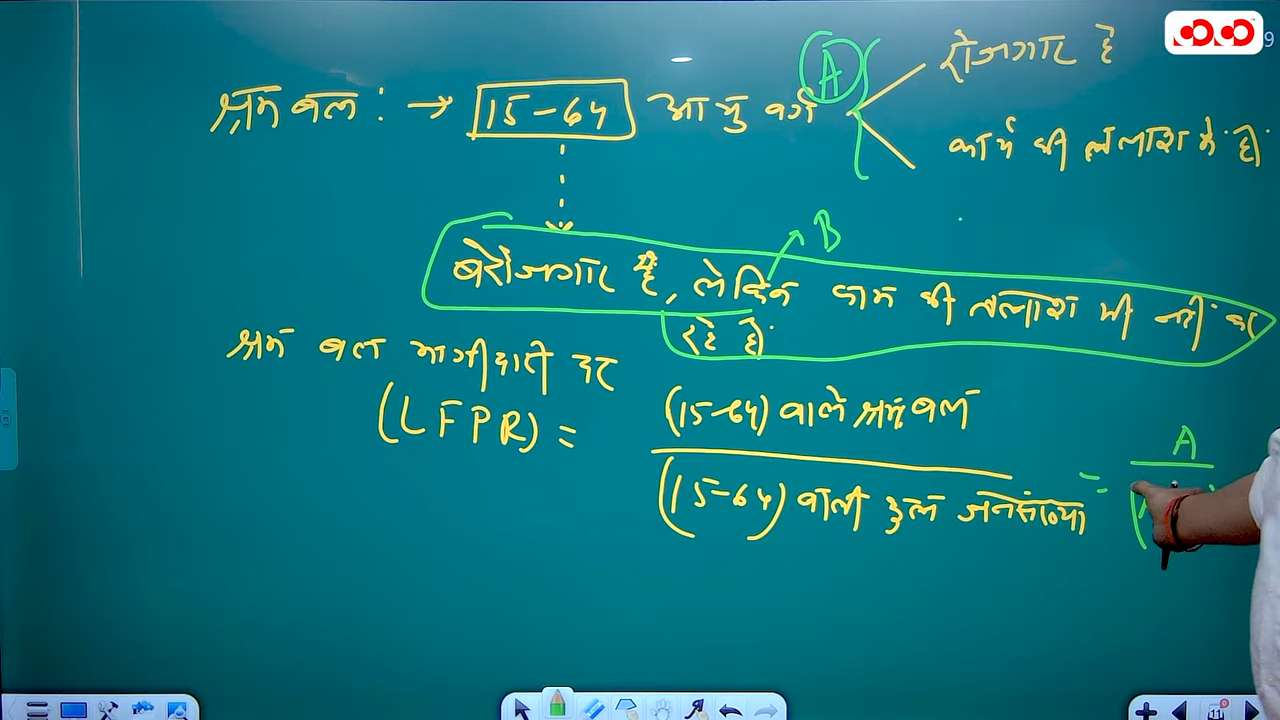 रोजगार है
श्रम बल : → 15-64 आयु वर्ग A
कार्य की तलाश में हो
B
बेरोजगार हैं, लेकिन काम की तलाश भी नहीं कर
रहे हों
श्रम बल भागीदारी दर
(LFPR) = (15-64) वाले श्रम बल
(15-64) वाली कुल जनसंख्या
= A